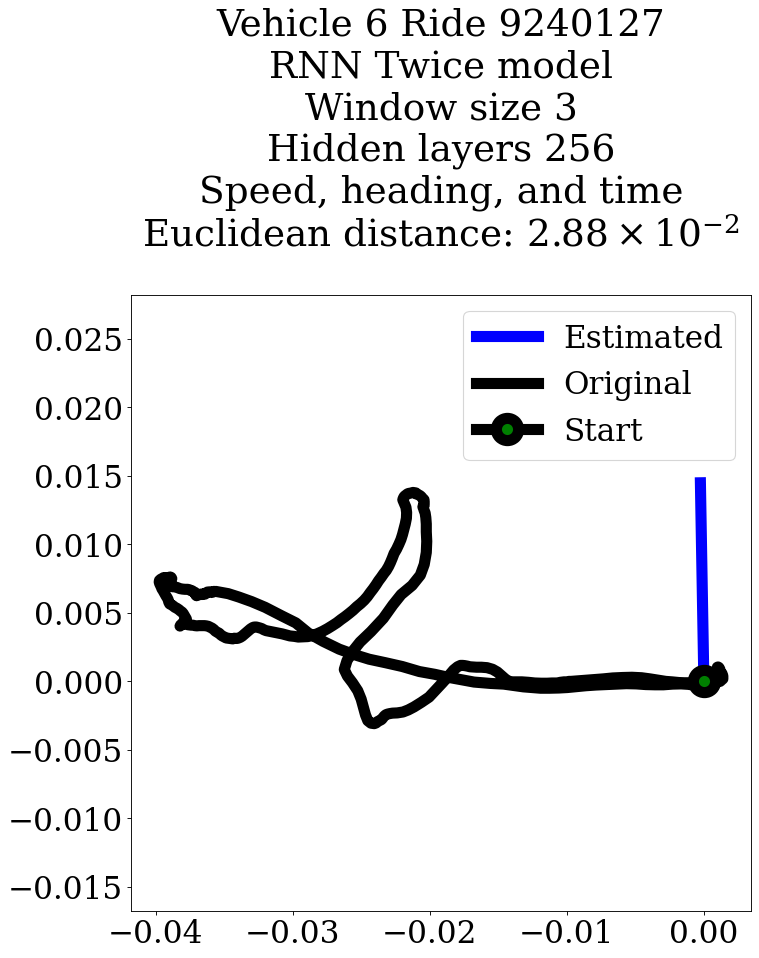 Vehicle 6 Ride 9240127
RNN Twice model
Window size 3
Hidden layers 256
Speed, heading, and time
Euclidean distance: 2.88 × 10⁻²
Estimated
Original
Start
0.025
0.020
0.015
0.010
0.005
0.000
−0.005
−0.010
−0.015
−0.04 −0.03 −0.02 −0.01 0.00